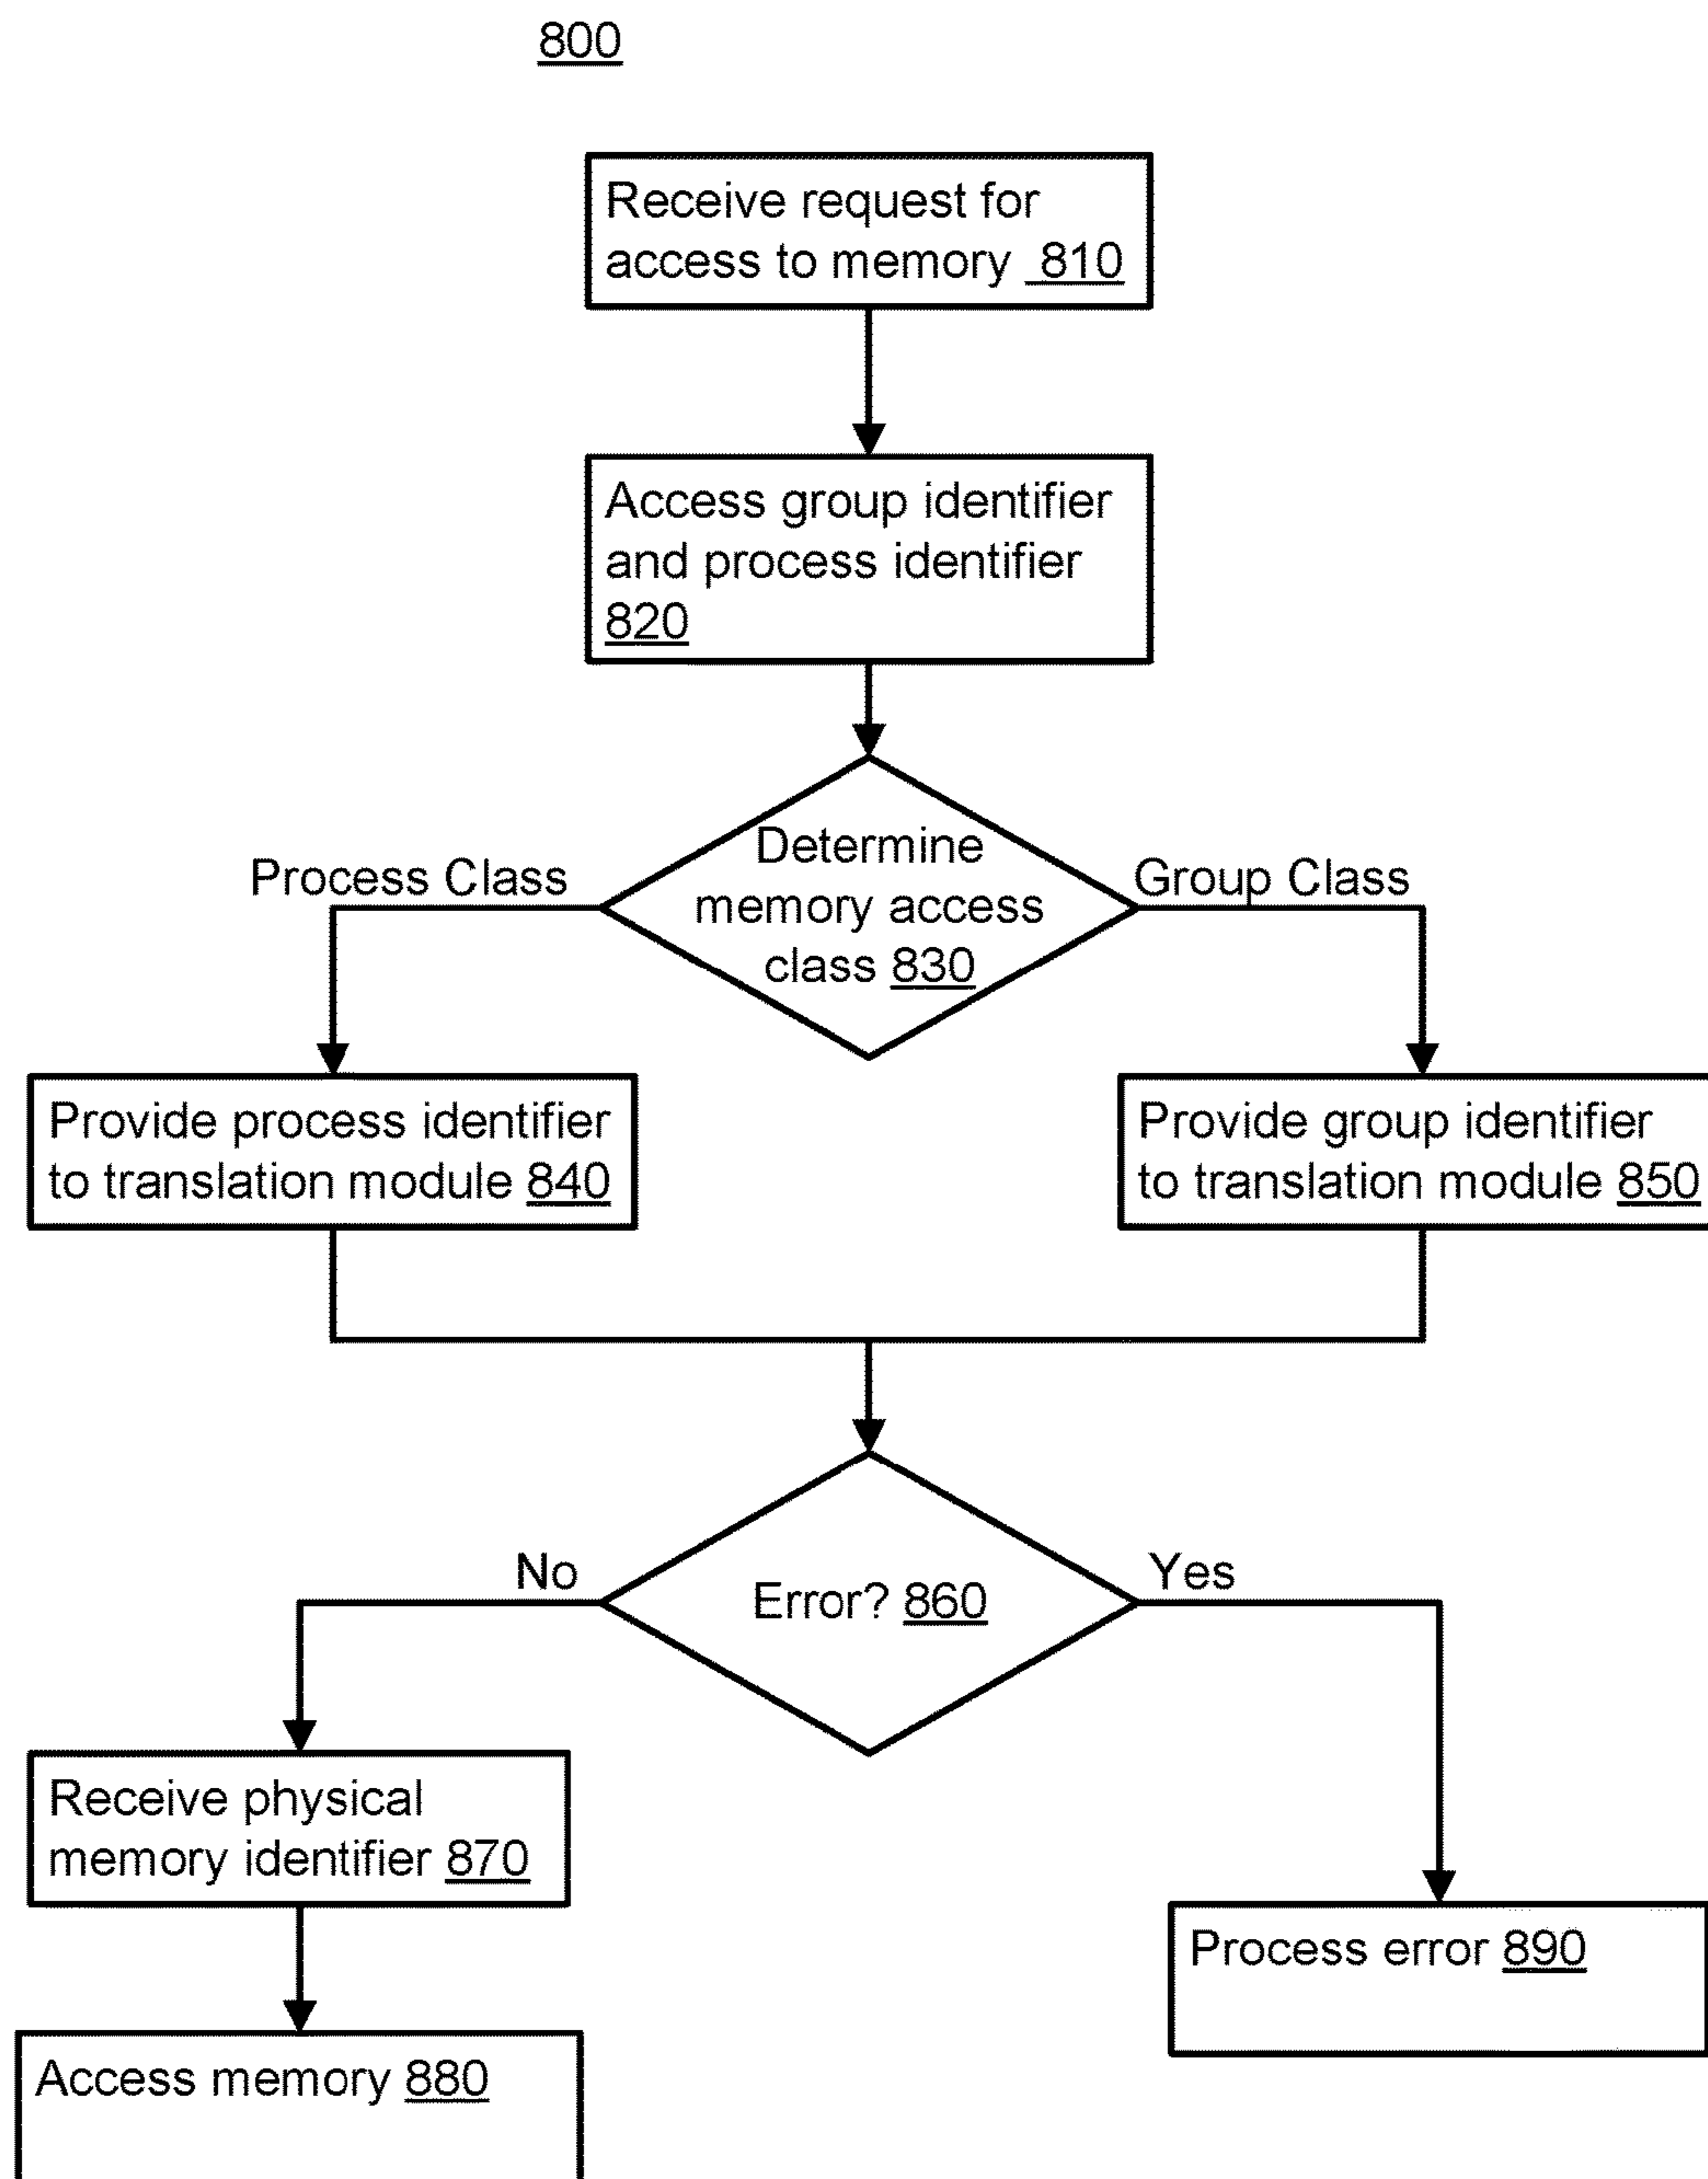 800
Receive request for
access to memory 810
Access group identifier
and process identifier
820
Determine
memory access
class 830
Process Class
Group Class
Provide process identifier
to translation module 840
Provide group identifier
to translation module 850
Error? 860
No
Yes
Receive physical
memory identifier 870
Process error 890
Access memory 880